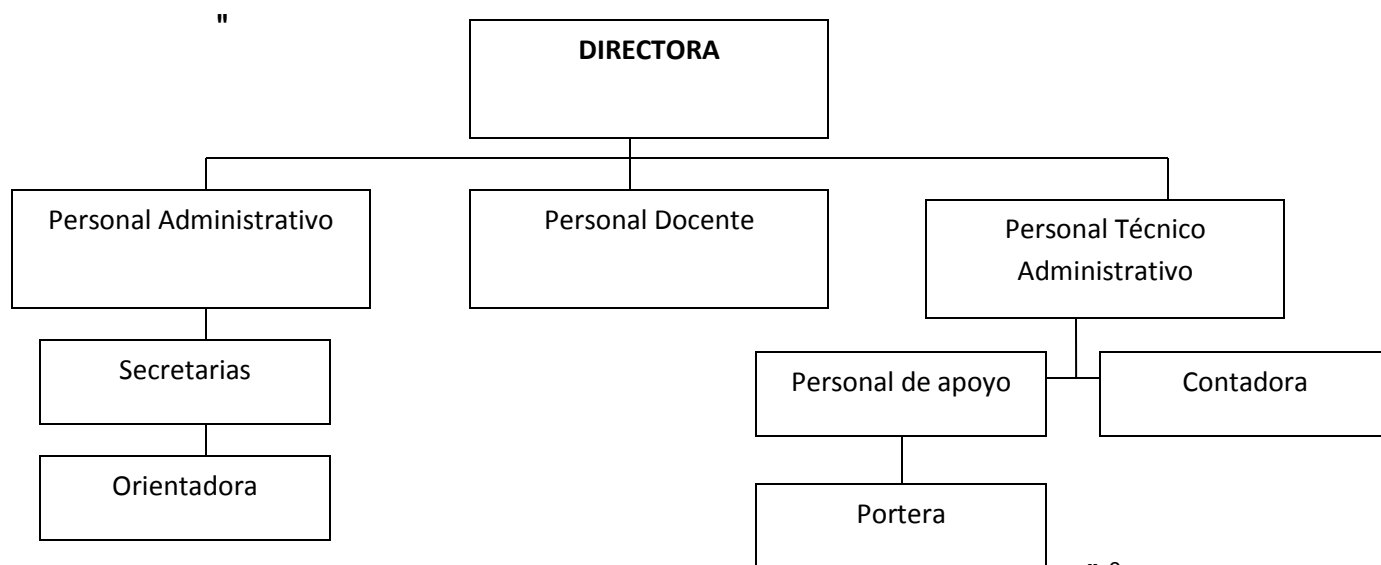 "
DIRECTORA
Personal Administrativo
Personal Docente
Personal Técnico
Administrativo
Secretarias
Personal de apoyo
Contadora
Orientadora
Portera
"